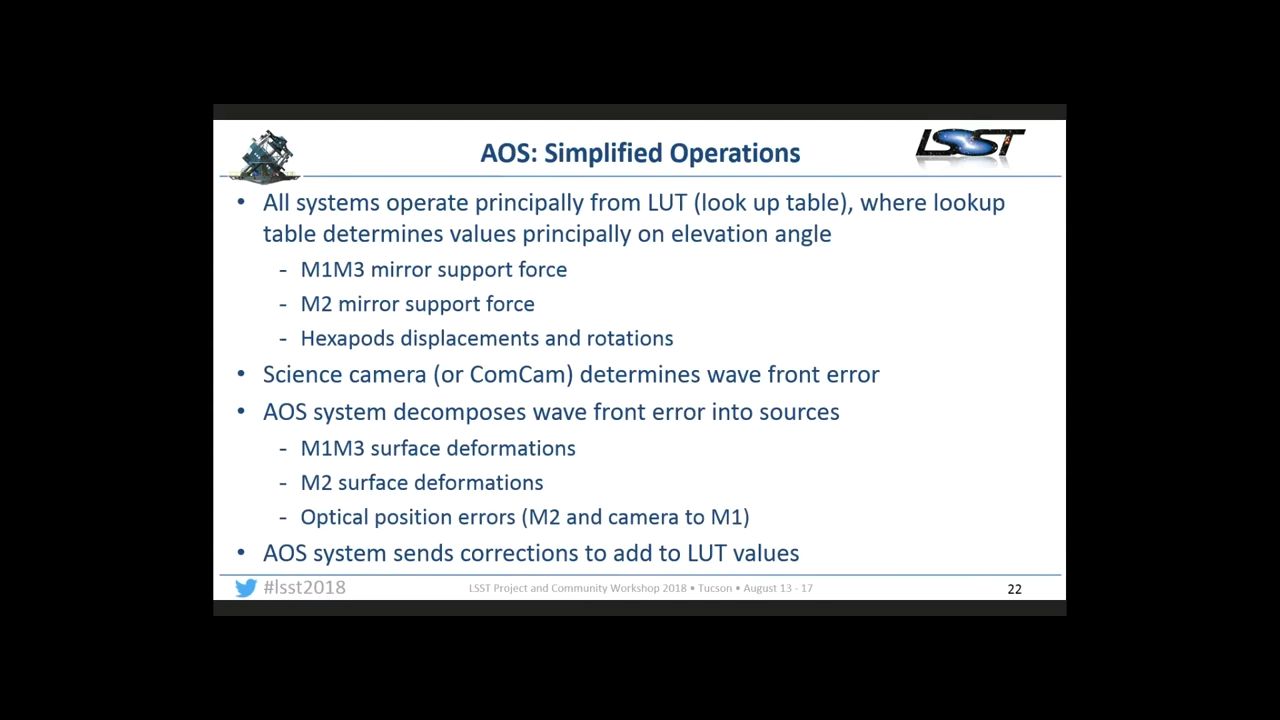 AOS: Simplified Operations
LSST
• All systems operate principally from LUT (look up table), where lookup
table determines values principally on elevation angle
- M1M3 mirror support force
- M2 mirror support force
- Hexapods displacements and rotations
• Science camera (or ComCam) determines wave front error
• AOS system decomposes wave front error into sources
- M1M3 surface deformations
- M2 surface deformations
- Optical position errors (M2 and camera to M1)
• AOS system sends corrections to add to LUT values
#lsst2018
LSST Project and Community Workshop 2018 • Tucson • August 13 - 17
22